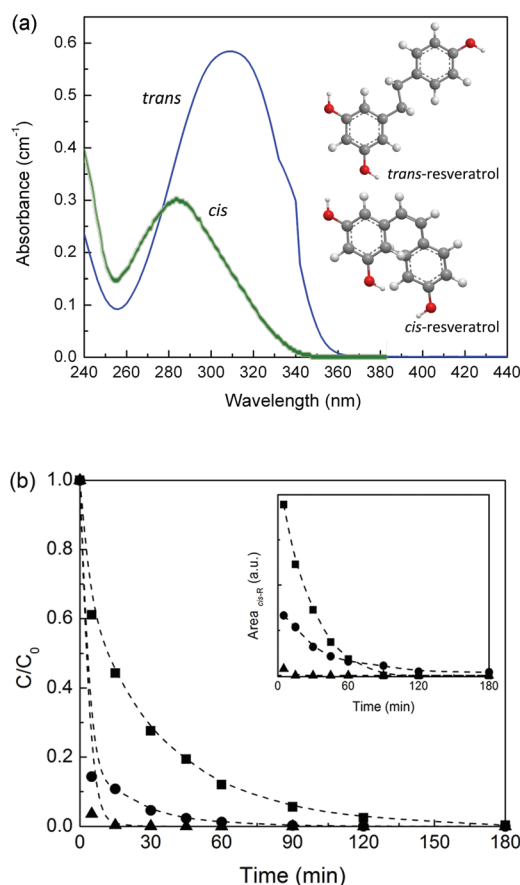 (a)
0.6
0.5
0.4
0.3
0.2
0.1
0.0
Absorbance (cm⁻¹)
trans
cis
trans-resveratrol
cis-resveratrol
240 260 280 300 320 340 360 380 400 420 440
Wavelength (nm)
(b)
1.0
0.8
0.6
0.4
0.2
0.0
C/C₀
Area cis-R (a.u.)
0 30 60 90 120 150 180
Time (min)
0 30 60 90 120 150 180
Time (min)